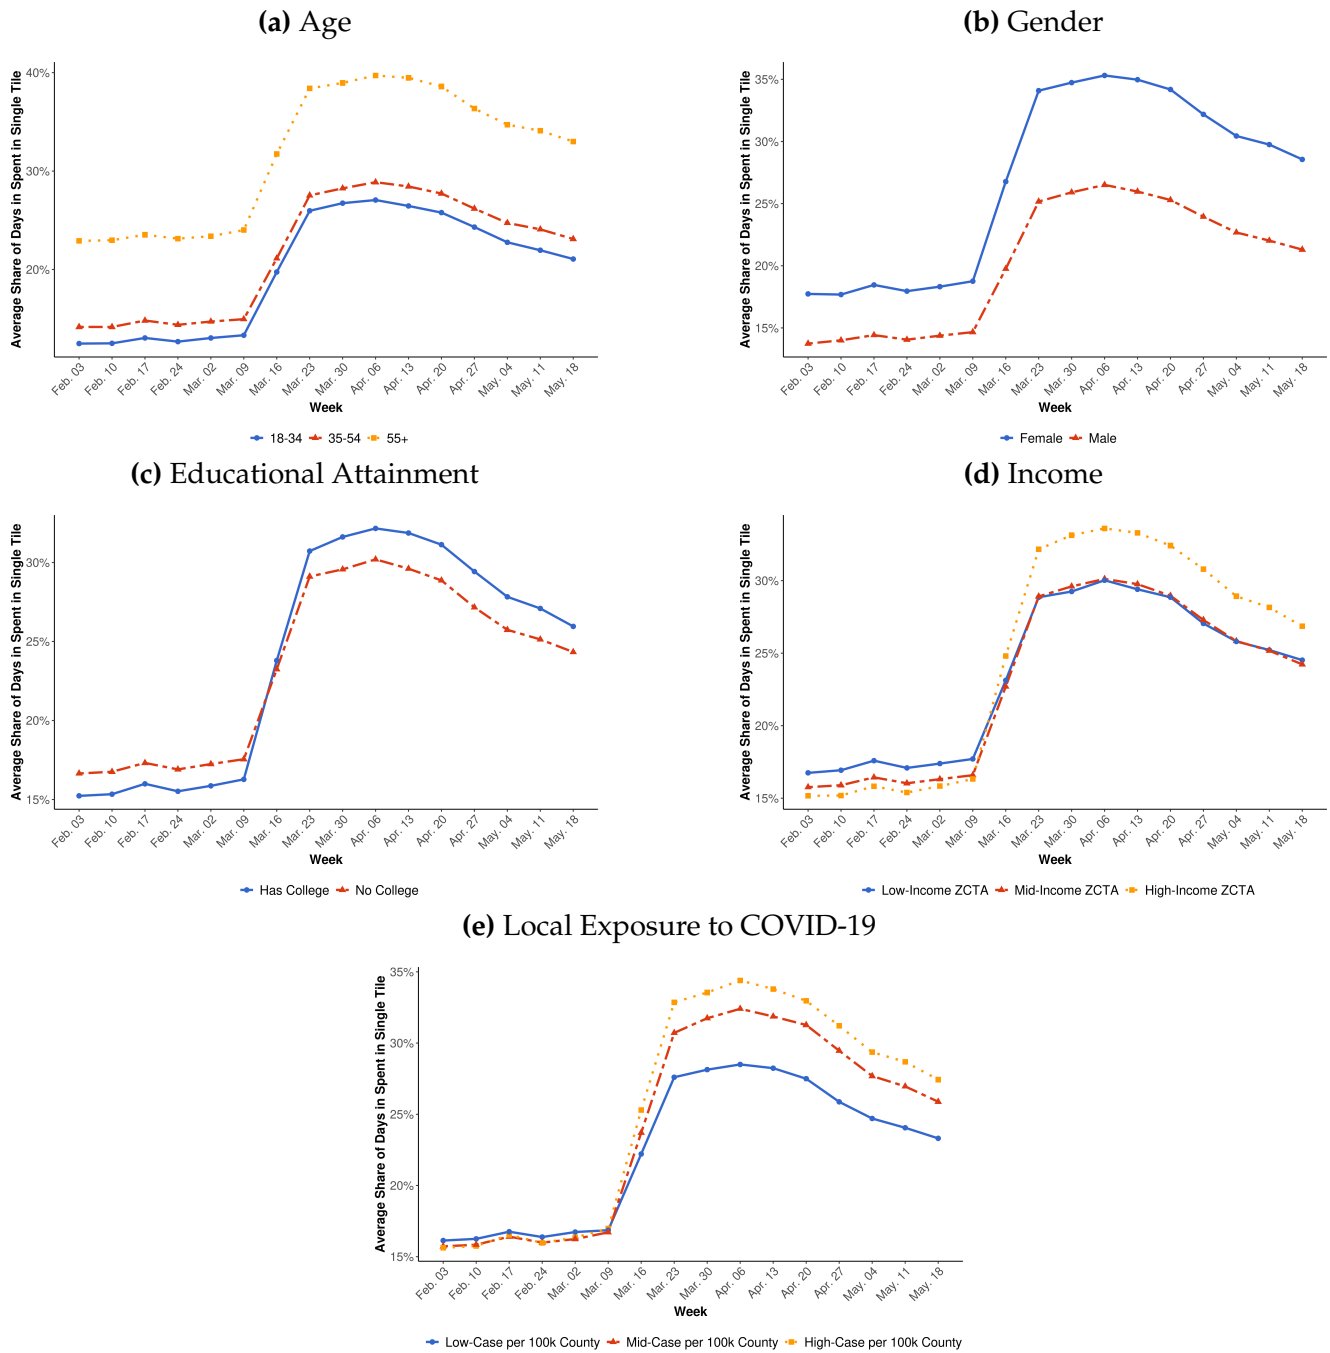 (a) Age
Average Share of Days in Spent in Single Tile
40%
30%
20%
Feb. 03 Feb. 10 Feb. 17 Feb. 24 Mar. 02 Mar. 09 Mar. 16 Mar. 23 Mar. 30 Apr. 06 Apr. 13 Apr. 20 Apr. 27 May. 04 May. 11 May. 18
Week
18-34 35-54 55+
(b) Gender
Average Share of Days in Spent in Single Tile
35%
30%
25%
20%
15%
Feb. 03 Feb. 10 Feb. 17 Feb. 24 Mar. 02 Mar. 09 Mar. 16 Mar. 23 Mar. 30 Apr. 06 Apr. 13 Apr. 20 Apr. 27 May. 04 May. 11 May. 18
Week
Female Male
(c) Educational Attainment
Average Share of Days in Spent in Single Tile
30%
25%
20%
15%
Feb. 03 Feb. 10 Feb. 17 Feb. 24 Mar. 02 Mar. 09 Mar. 16 Mar. 23 Mar. 30 Apr. 06 Apr. 13 Apr. 20 Apr. 27 May. 04 May. 11 May. 18
Week
Has College No College
(d) Income
Average Share of Days in Spent in Single Tile
30%
25%
20%
15%
Feb. 03 Feb. 10 Feb. 17 Feb. 24 Mar. 02 Mar. 09 Mar. 16 Mar. 23 Mar. 30 Apr. 06 Apr. 13 Apr. 20 Apr. 27 May. 04 May. 11 May. 18
Week
Low-Income ZCTA Mid-Income ZCTA High-Income ZCTA
(e) Local Exposure to COVID-19
Average Share of Days in Spent in Single Tile
35%
30%
25%
20%
15%
Feb. 03 Feb. 10 Feb. 17 Feb. 24 Mar. 02 Mar. 09 Mar. 16 Mar. 23 Mar. 30 Apr. 06 Apr. 13 Apr. 20 Apr. 27 May. 04 May. 11 May. 18
Week
Low-Case per 100k County Mid-Case per 100k County High-Case per 100k County